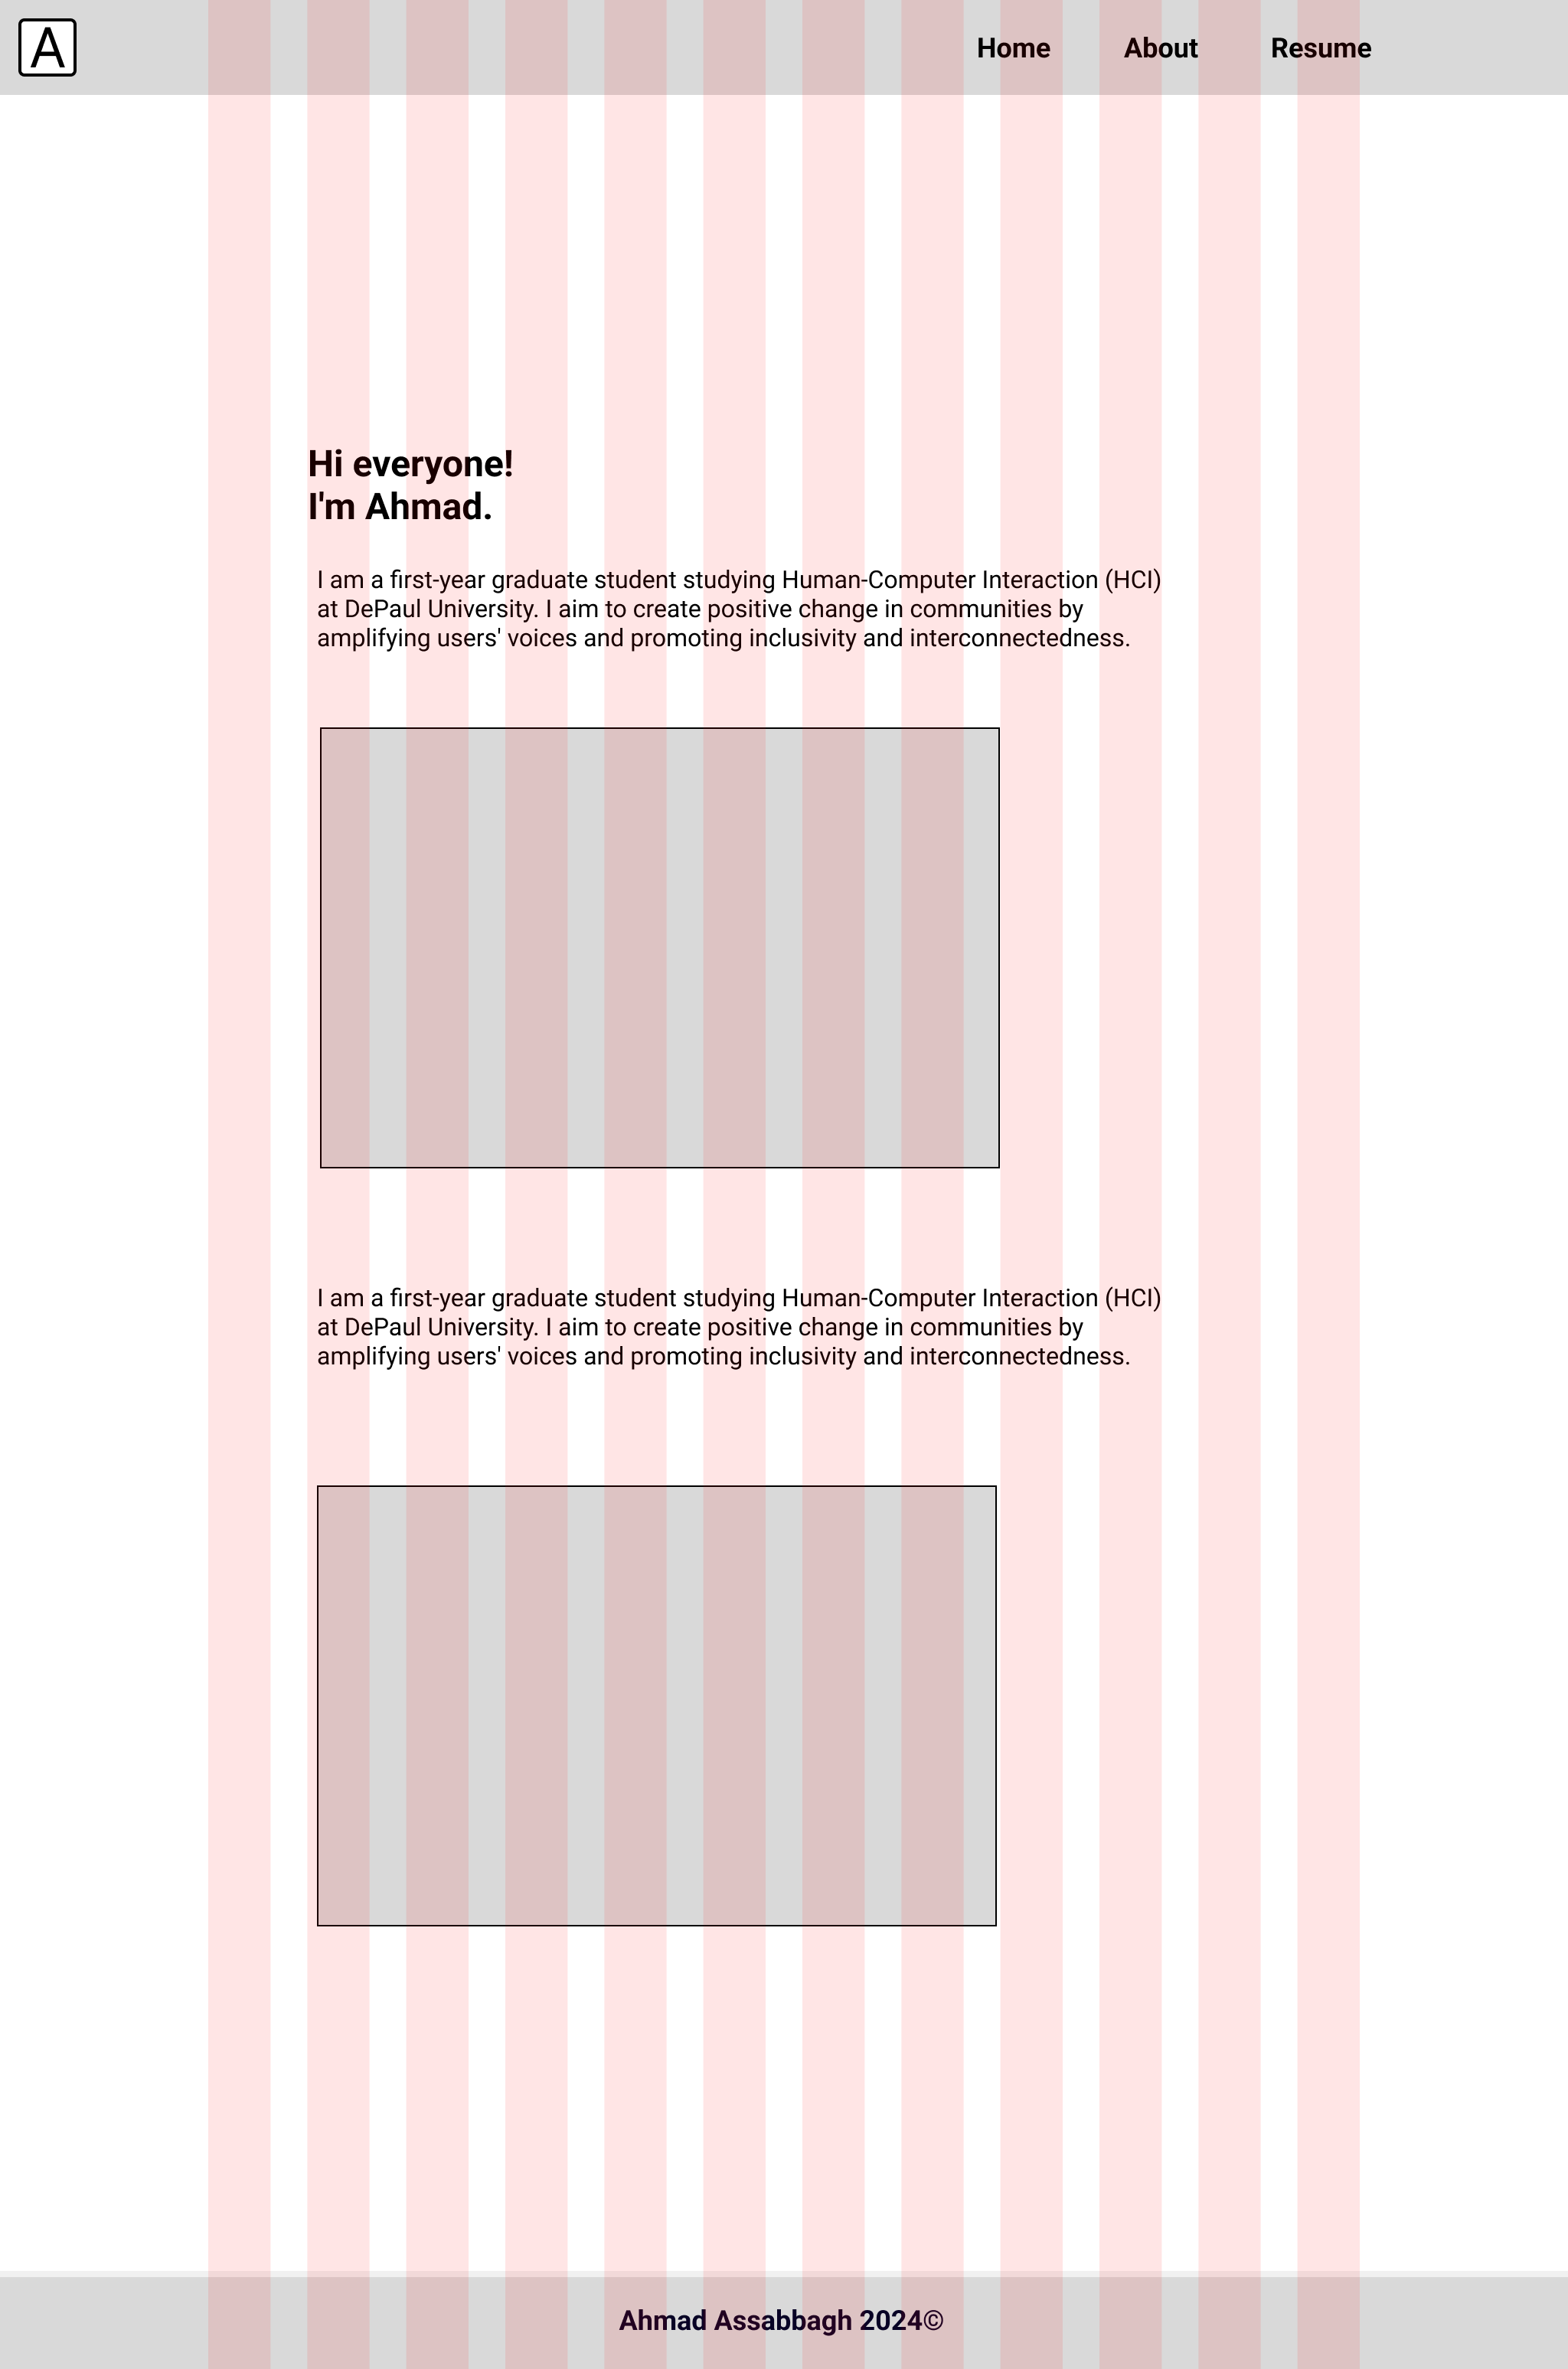 A
Home About Resume
Hi everyone!
I'm Ahmad.
I am a first-year graduate student studying Human-Computer Interaction (HCI)
at DePaul University. I aim to create positive change in communities by
amplifying users' voices and promoting inclusivity and interconnectedness.
I am a first-year graduate student studying Human-Computer Interaction (HCI)
at DePaul University. I aim to create positive change in communities by
amplifying users' voices and promoting inclusivity and interconnectedness.
Ahmad Assabbagh 2024©